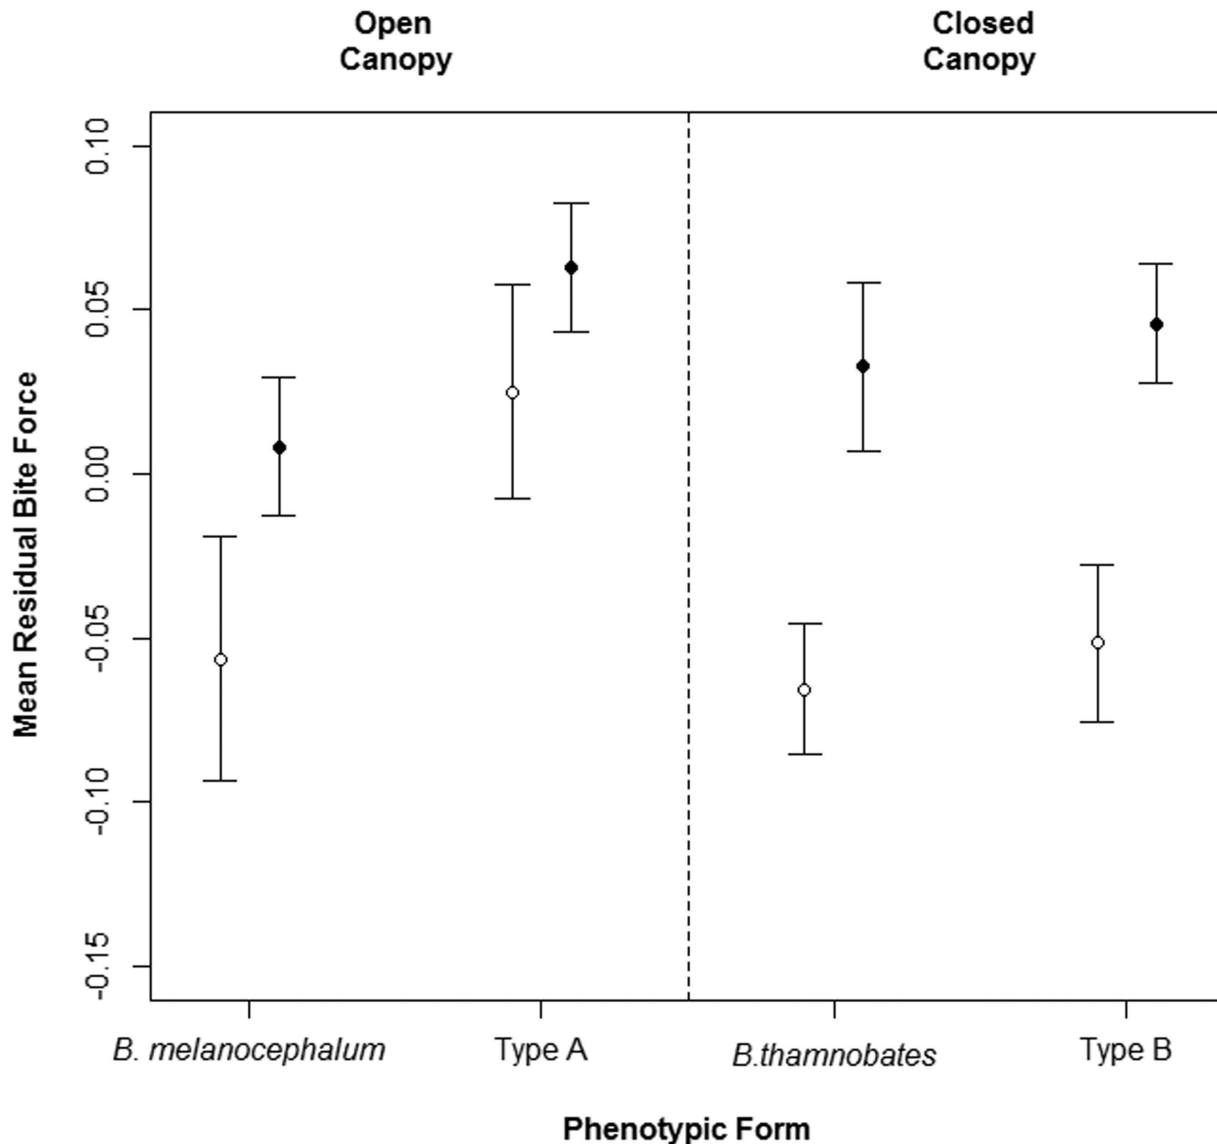 Open
Canopy
Closed
Canopy
Mean Residual Bite Force
0.10
0.05
0.00
-0.05
-0.10
-0.15
B. melanocephalum
Type A
B.thamnobates
Type B
Phenotypic Form